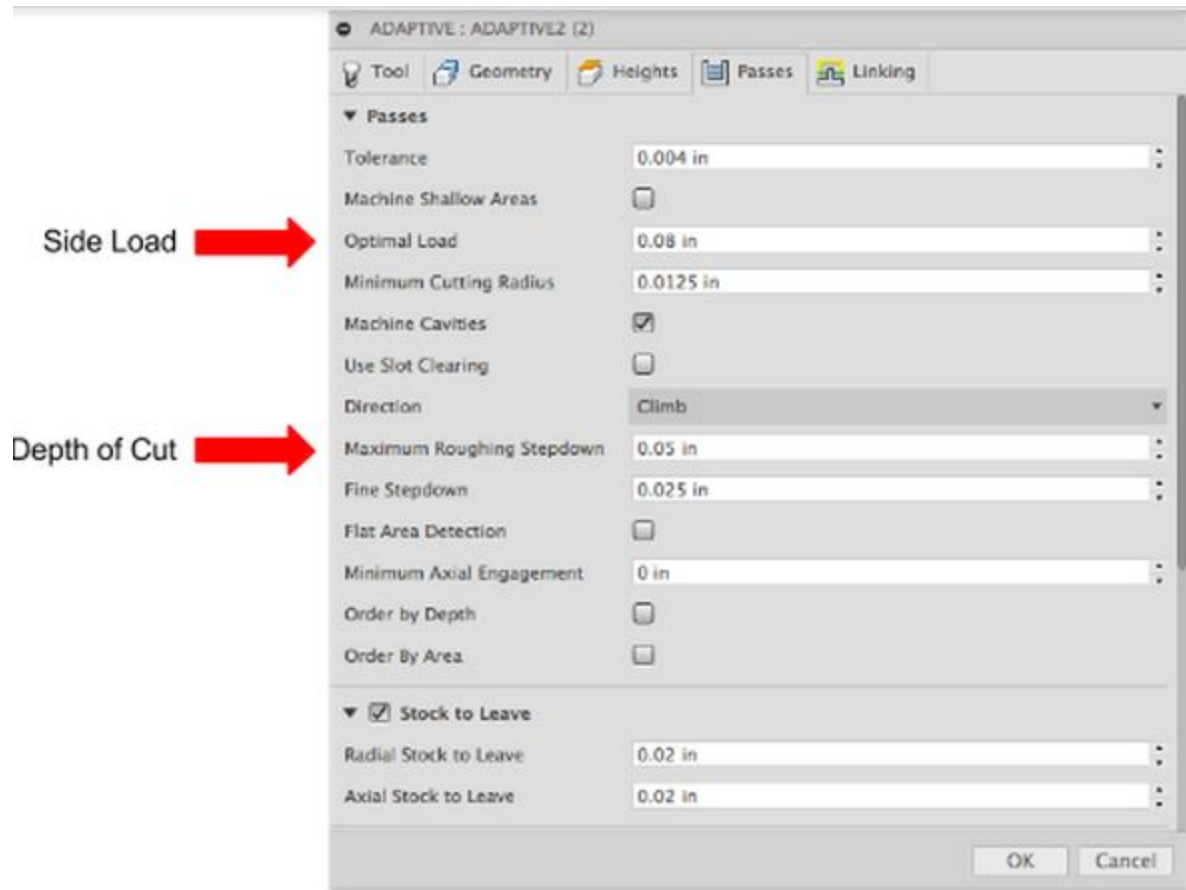 ADAPTIVE : ADAPTIVE2 (2)
Tool Geometry Heights Passes Linking
Passes
Tolerance 0.004 in
Machine Shallow Areas
Side Load Optimal Load 0.08 in
Minimum Cutting Radius 0.0125 in
Machine Cavities
Use Slot Clearing
Direction Climb
Depth of Cut Maximum Roughing Stepdown 0.05 in
Fine Stepdown 0.025 in
Flat Area Detection
Minimum Axial Engagement 0 in
Order by Depth
Order By Area
Stock to Leave
Radial Stock to Leave 0.02 in
Axial Stock to Leave 0.02 in
OK Cancel